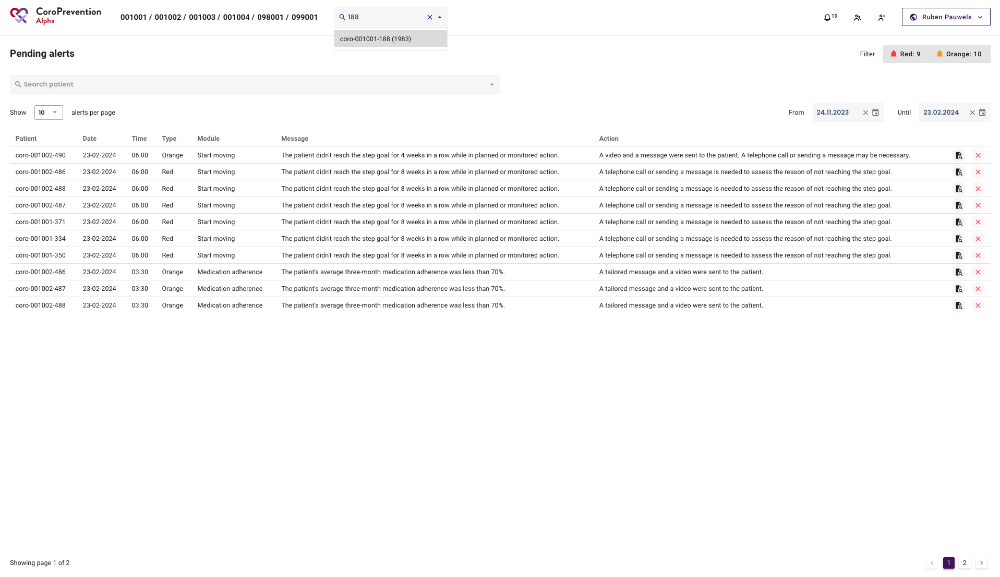 CoroPrevention
Alpha
001001 / 001002 / 001003 / 001004 / 098001 / 099001
188
coro-001001-188 (1983)
19
Ruben Pauwels
Pending alerts
Filter Red: 9 Orange: 10
Search patient
Show 10 alerts per page
From 24.11.2023 Until 23.02.2024
Patient Date Time Type Module Message Action
coro-001002-490 23-02-2024 06:00 Orange Start moving The patient didn't reach the step goal for 4 weeks in a row while in planned or monitored action. A video and a message were sent to the patient. A telephone call or sending a message may be necessary.
coro-001002-486 23-02-2024 06:00 Red Start moving The patient didn't reach the step goal for 8 weeks in a row while in planned or monitored action. A telephone call or sending a message is needed to assess the reason of not reaching the step goal.
coro-001002-488 23-02-2024 06:00 Red Start moving The patient didn't reach the step goal for 8 weeks in a row while in planned or monitored action. A telephone call or sending a message is needed to assess the reason of not reaching the step goal.
coro-001002-487 23-02-2024 06:00 Red Start moving The patient didn't reach the step goal for 8 weeks in a row while in planned or monitored action. A telephone call or sending a message is needed to assess the reason of not reaching the step goal.
coro-001001-371 23-02-2024 06:00 Red Start moving The patient didn't reach the step goal for 8 weeks in a row while in planned or monitored action. A telephone call or sending a message is needed to assess the reason of not reaching the step goal.
coro-001001-334 23-02-2024 06:00 Red Start moving The patient didn't reach the step goal for 8 weeks in a row while in planned or monitored action. A telephone call or sending a message is needed to assess the reason of not reaching the step goal.
coro-001001-350 23-02-2024 06:00 Red Start moving The patient didn't reach the step goal for 8 weeks in a row while in planned or monitored action. A telephone call or sending a message is needed to assess the reason of not reaching the step goal.
coro-001002-486 23-02-2024 03:30 Orange Medication adherence The patient's average three-month medication adherence was less than 70%. A tailored message and a video were sent to the patient.
coro-001002-487 23-02-2024 03:30 Orange Medication adherence The patient's average three-month medication adherence was less than 70%. A tailored message and a video were sent to the patient.
coro-001002-488 23-02-2024 03:30 Orange Medication adherence The patient's average three-month medication adherence was less than 70%. A tailored message and a video were sent to the patient.
Showing page 1 of 2
1 2